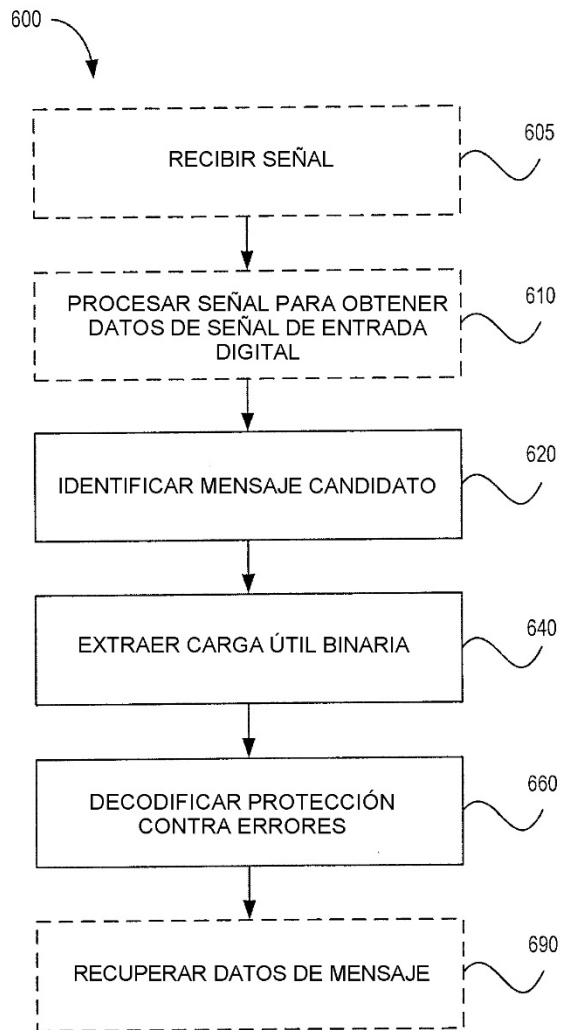 600
RECIBIR SEÑAL
605
PROCESAR SEÑAL PARA OBTENER
DATOS DE SEÑAL DE ENTRADA
DIGITAL
610
IDENTIFICAR MENSAJE CANDIDATO
620
EXTRAER CARGA ÚTIL BINARIA
640
DECODIFICAR PROTECCIÓN
CONTRA ERRORES
660
RECUPERAR DATOS DE MENSAJE
690